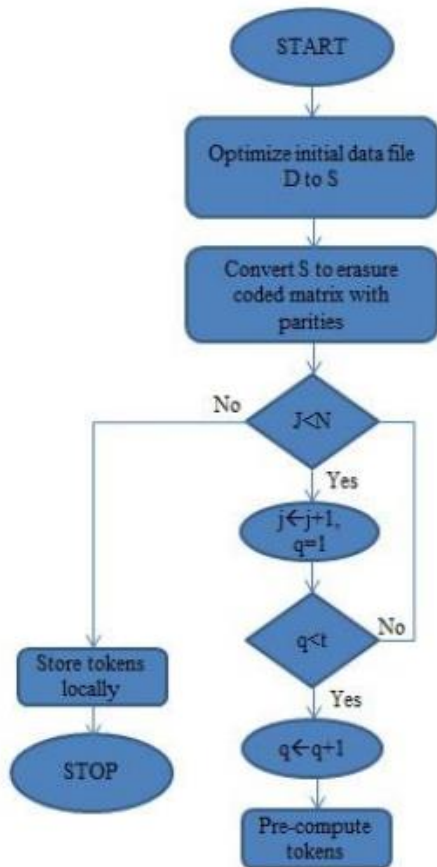 START
Optimize initial data file
D to S
Convert S to erasure
coded matrix with
parities
No
J<N
Yes
j←j+1,
q=1
q<t
No
Store tokens
locally
Yes
STOP
q←q+1
Pre-compute
tokens